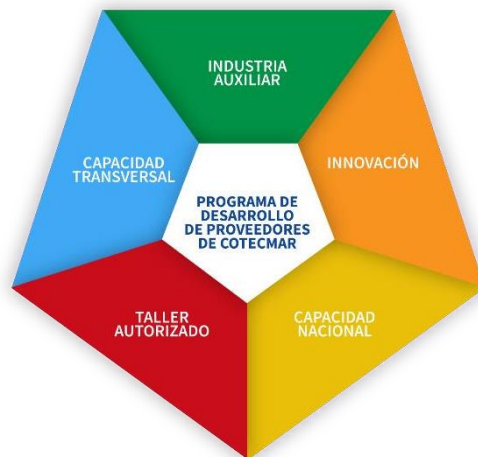 INDUSTRIA
AUXILIAR
CAPACIDAD
TRANSVERSAL
INNOVACIÓN
PROGRAMA DE
DESARROLLO
DE PROVEEDORES
DE COTECMAR
TALLER
AUTORIZADO
CAPACIDAD
NACIONAL